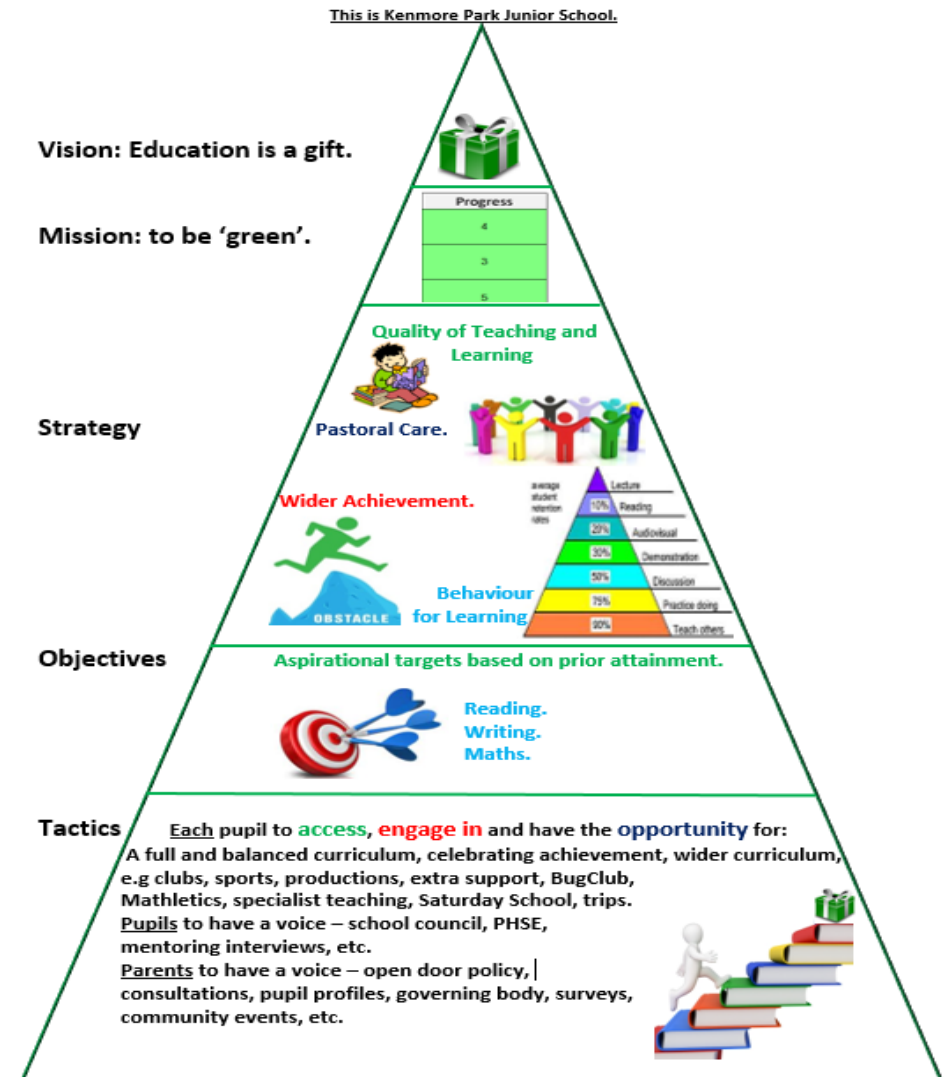 This is Kenmore Park Junior School.
Vision: Education is a gift.
Mission: to be ‘green’.
Progress
4
3
5
Quality of Teaching and
Learning
Strategy
Pastoral Care.
Wider Achievement.
OBSTACLE
Behaviour
for Learning
average
student
retention
rates
Lecture
10% Reading
20% Audiovisual
30% Demonstration
50% Discussion
75% Practice doing
90% Teach others
Objectives
Aspirational targets based on prior attainment.
Reading.
Writing.
Maths.
Tactics
Each pupil to access, engage in and have the opportunity for:
A full and balanced curriculum, celebrating achievement, wider curriculum,
e.g clubs, sports, productions, extra support, BugClub,
Mathletics, specialist teaching, Saturday School, trips.
Pupils to have a voice – school council, PHSE,
mentoring interviews, etc.
Parents to have a voice – open door policy,
consultations, pupil profiles, governing body, surveys,
community events, etc.